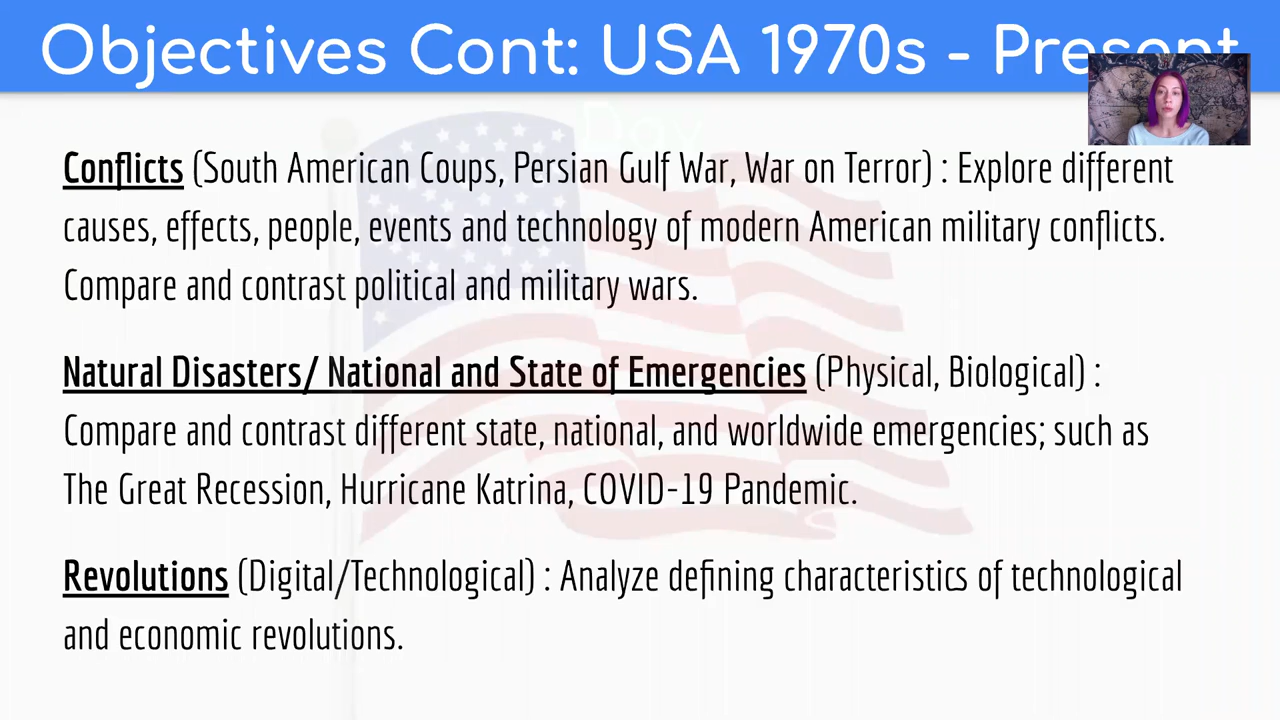 Objectives Cont: USA 1970s - Present
Day
Conflicts (South American Coups, Persian Gulf War, War on Terror) : Explore different
causes, effects, people, events and technology of modern American military conflicts.
Compare and contrast political and military wars.
Natural Disasters/ National and State of Emergencies (Physical, Biological) :
Compare and contrast different state, national, and worldwide emergencies; such as
The Great Recession, Hurricane Katrina, COVID-19 Pandemic.
Revolutions (Digital/Technological) : Analyze defining characteristics of technological
and economic revolutions.